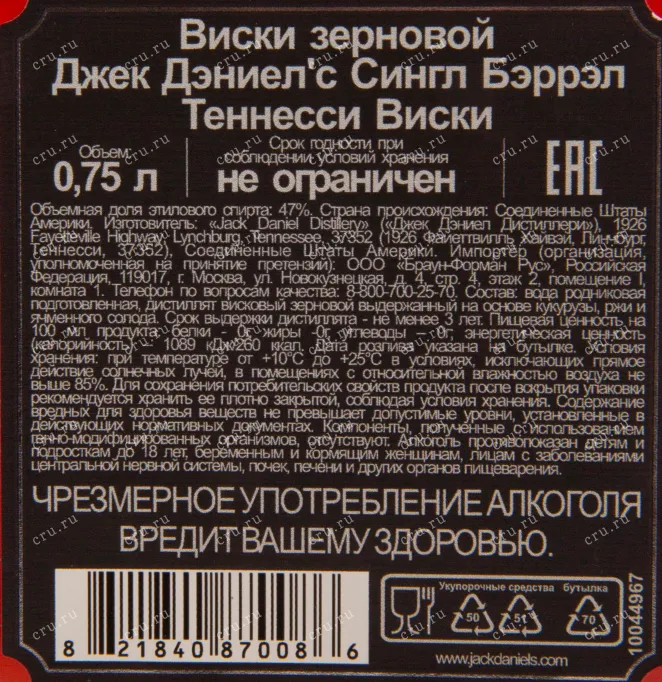 Виски зерновой
Джек Дэниел'с Сингл Бэррэл
Теннесси Виски
Объем:
0,75 л
Срок годности при
соблюдении условий хранения
не ограничен
EAC
Объемная доля этилового спирта: 47%. Страна происхождения: Соединенные Штаты
Америки. Изготовитель: «Jack Daniel Distillery» («Джек Дэниел Дистиллери»), 1926
Fayetteville Highway, Lynchburg, Tennessee, 37352 (1926, Файеттвилль Хайвэй, Линчбург,
Теннесси, 37352), Соединенные Штаты Америки. Импортер (организация,
уполномоченная на принятие претензий): ООО «Браун-Форман Рус», Российская
Федерация, 119017, г. Москва, ул. Новокузнецкая, д. 4, стр. 4, этаж 2, помещение I,
комната 1. Телефон по вопросам качества: 8-800-700-25-70. Состав: вода родниковая
подготовленная, дистиллят висковый зерновой выдержанный на основе кукурузы, ржи и
ячменного солода. Срок выдержки дистиллята - не менее 3 лет. Пищевая ценность на
100 мл продукта: белки - 0г, жиры -0г, углеводы - 0г, энергетическая ценность
(калорийность): - 1089 кДж/260 ккал. Дата розлива указана на бутылке. Условия
хранения: при температуре от +10°C до +25°C в условиях, исключающих прямое
действие солнечных лучей, в помещениях с относительной влажностью воздуха не
выше 85%. Для сохранения потребительских свойств продукта после вскрытия упаковки
рекомендуется хранить ее плотно закрытой, соблюдая условия хранения. Содержание
вредных для здоровья веществ не превышает допустимые уровни, установленные в
действующих нормативных документах. Компоненты, полученные с использованием
генно-модифицированных организмов, отсутствуют. Алкоголь противопоказан детям и
подросткам до 18 лет, беременным и кормящим женщинам, лицам с заболеваниями
центральной нервной системы, почек, печени и других органов пищеварения.
ЧРЕЗМЕРНОЕ УПОТРЕБЛЕНИЕ АЛКОГОЛЯ
ВРЕДИТ ВАШЕМУ ЗДОРОВЬЮ.
Укупорочные средства бутылка
50 51 70
8 21840 87008 6
www.jackdaniels.com
10044967
cru.ru